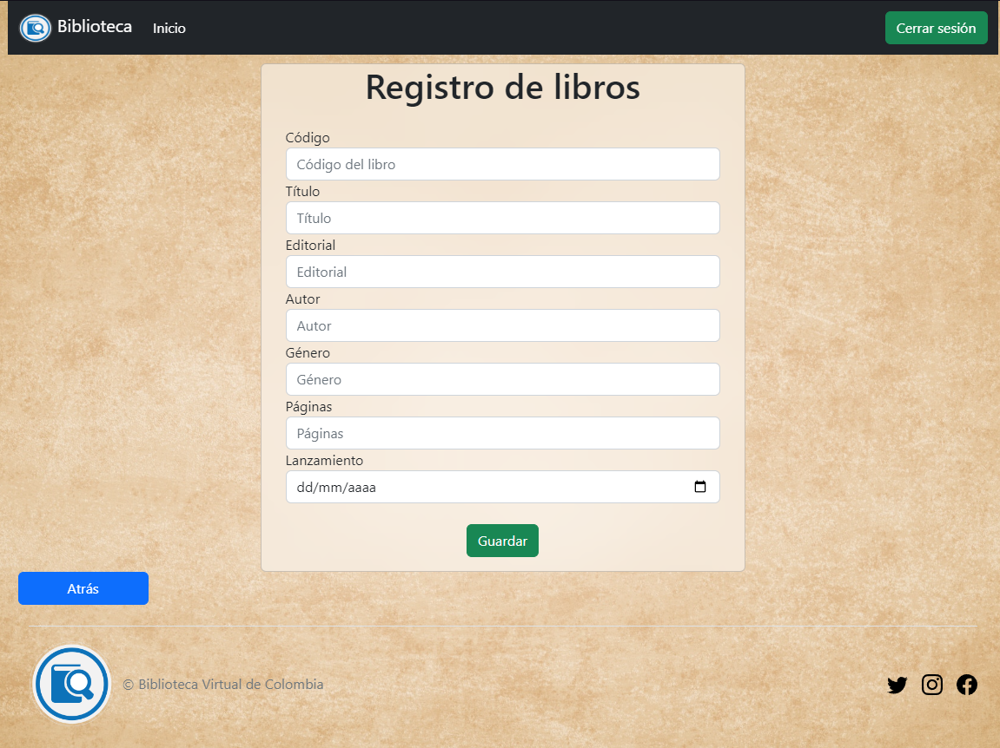 Biblioteca Inicio Cerrar sesión
Registro de libros
Código
Código del libro
Título
Título
Editorial
Editorial
Autor
Autor
Género
Género
Páginas
Páginas
Lanzamiento
dd/mm/aaaa
Guardar
Atrás
© Biblioteca Virtual de Colombia